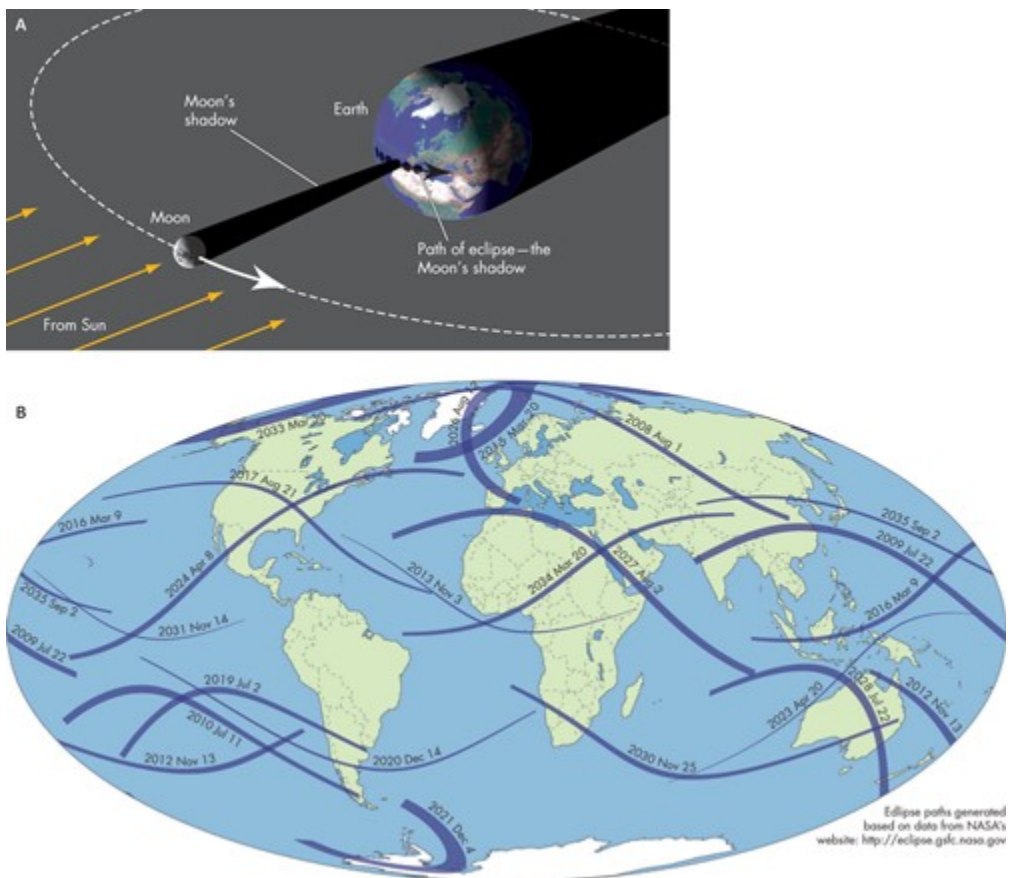 A
Moon's
shadow
Earth
Moon
Path of eclipse—the
Moon's shadow
From Sun
B
2033 Mar 20
2026 Aug 12
2015 Mar 20
2008 Aug 1
2017 Aug 21
2016 Mar 9
2035 Sep 2
2009 Jul 22
2024 Apr 8
2034 Mar 20
2027 Aug 2
2013 Nov 3
2016 Mar 9
2035 Sep 2
2031 Nov 14
2009 Jul 22
2019 Jul 2
2023 Apr 20
2028 Jul 22
2012 Nov 13
2010 Jul 11
2012 Nov 13
2020 Dec 14
2030 Nov 25
2021 Dec 4
Edlipse paths generated
based on data from NASA's
website: http://eclipse.gsfc.nasa.gov